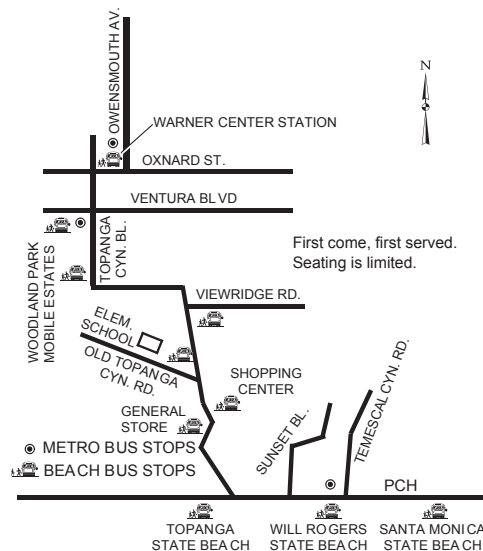 OWENSMOUTH AV.
N
WARNER CENTER STATION
OXNARD ST.
VENTURA BLVD
TOPANGA
CYN. BL.
WOODLAND PARK
MOBILE ESTATES
First come, first served.
Seating is limited.
VIEWRIDGE RD.
ELEM.
SCHOOL
OLD TOPANGA
CYN. RD.
SHOPPING
CENTER
GENERAL
STORE
SUNSET BL.
TEMESCAL CYN. RD.
METRO BUS STOPS
BEACH BUS STOPS
PCH
TOPANGA
STATE BEACH
WILL ROGERS
STATE BEACH
SANTA MONICA
STATE BEACH